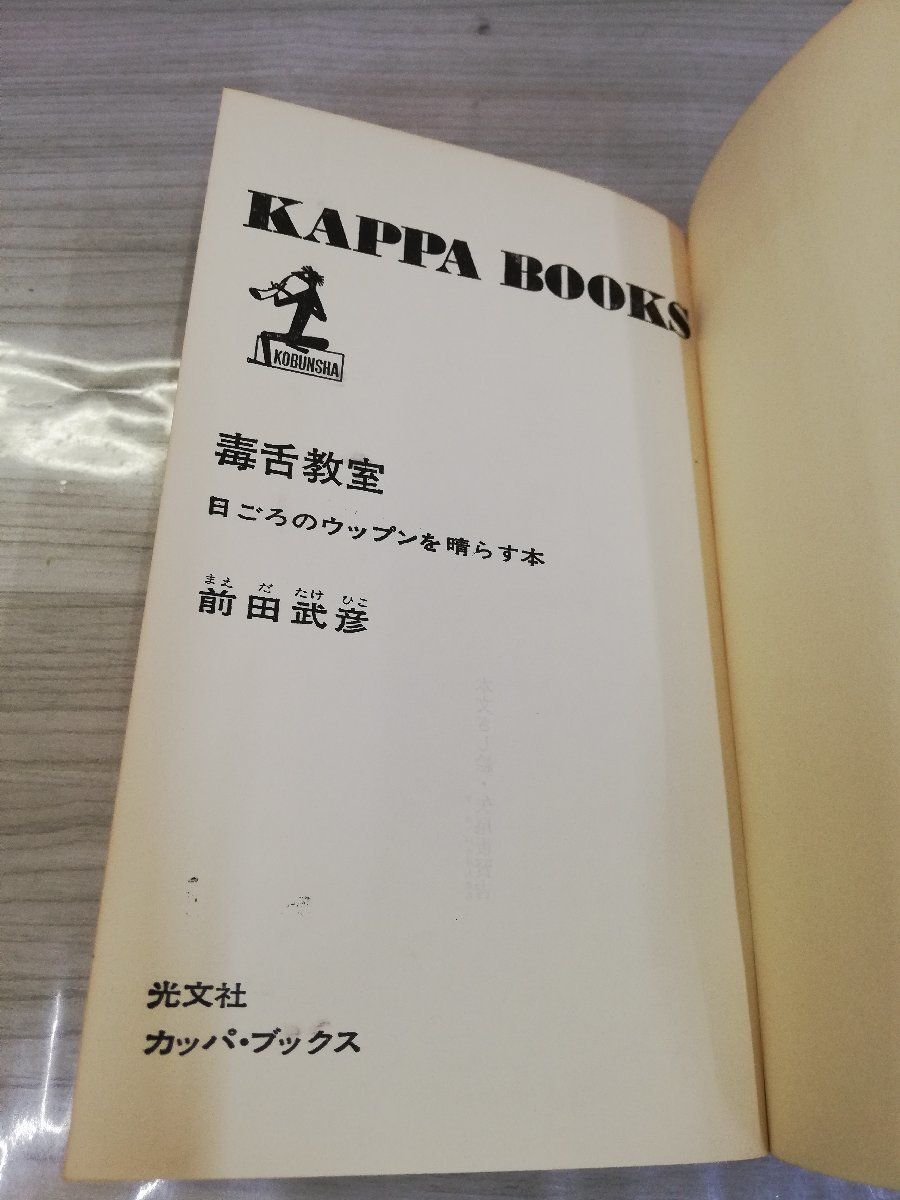 KAPPA BOOKS
KOBUNSHA
毒舌教室
日ごろのウップンを晴らす本
まえ だ たけ ひこ
前田武彦
光文社
カッパ・ブックス